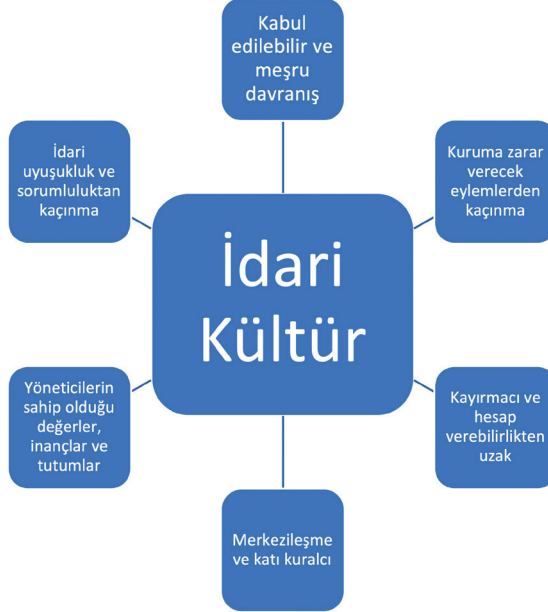 Kabul
edilebilir ve
meşru
davranış
İdari
uyuşukluk ve
sorumluluktan
kaçınma
Kuruma zarar
verecek
eylemlerden
kaçınma
İdari
Kültür
Yöneticilerin
sahip olduğu
değerler,
inançlar ve
tutumlar
Kayırmacı ve
hesap
verebilirlikten
uzak
Merkezileşme
ve katı kuralcı